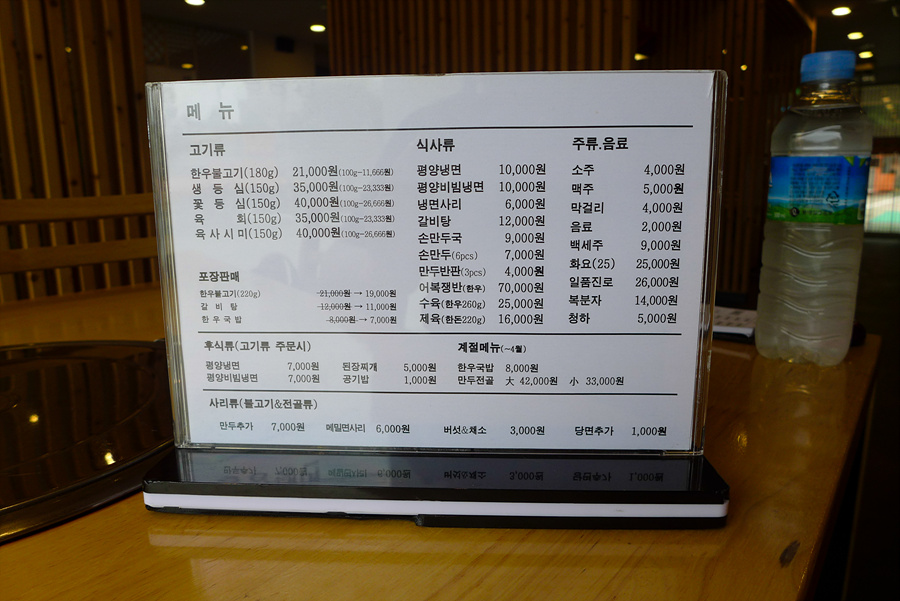 메 뉴
고기류
한우불고기(180g) 21,000원(100g-11,666원)
생 등 심(150g) 35,000원(100g-23,333원)
꽃 등 심(150g) 40,000원(100g-26,666원)
육 회(150g) 35,000원(100g-23,333원)
육 사 시 미(150g) 40,000원(100g-26,666원)
포장판매
한우불고기(220g) 21,000원 → 19,000원
갈 비 탕 12,000원 → 11,000원
한 우 국 밥 8,000원 → 7,000원
식사류
평양냉면 10,000원
평양비빔냉면 10,000원
냉면사리 6,000원
갈비탕 12,000원
손만두국 9,000원
손만두(6pcs) 7,000원
만두반판(3pcs) 4,000원
어복쟁반(한우) 70,000원
수육(한우260g) 25,000원
제육(한돈220g) 16,000원
주류.음료
소주 4,000원
맥주 5,000원
막걸리 4,000원
음료 2,000원
백세주 9,000원
화요(25) 25,000원
일품진로 26,000원
복분자 14,000원
청하 5,000원
후식류(고기류 주문시)
평양냉면 7,000원 된장찌개 5,000원
평양비빔냉면 7,000원 공기밥 1,000원
계절메뉴(~4월)
한우국밥 8,000원
만두전골 大 42,000원 小 33,000원
사리류(불고기&전골류)
만두추가 7,000원 메밀면사리 6,000원 버섯&채소 3,000원 당면추가 1,000원